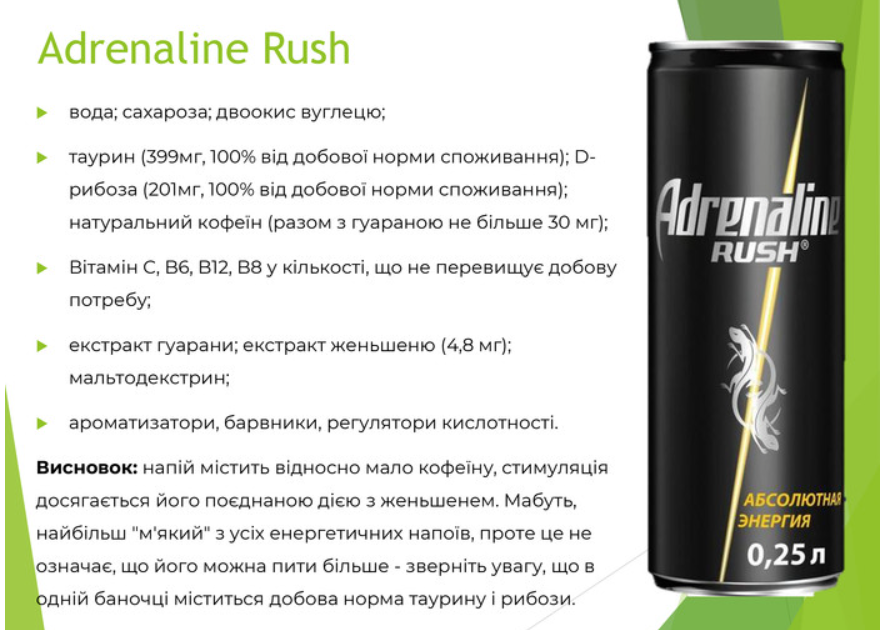 Adrenaline Rush
вода; сахароза; двоокис вуглецю;
таурин (399мг, 100% від добової норми споживання); D-
рибоза (201мг, 100% від добової норми споживання);
натуральний кофеїн (разом з гуараною не більше 30 мг);
Вітамін С, В6, В12, В8 у кількості, що не перевищує добову
потребу;
екстракт гуарани; екстракт женьшеню (4,8 мг);
мальтодекстрин;
ароматизатори, барвники, регулятори кислотності.
Висновок: напій містить відносно мало кофеїну, стимуляція
досягається його поєднаною дією з женьшенем. Мабуть,
найбільш "м'який" з усіх енергетичних напоїв, проте це не
означає, що його можна пити більше - зверніть увагу, що в
одній баночці міститься добова норма таурину і рибози.
Adrenaline
RUSH®
АБСОЛЮТНАЯ
ЭНЕРГИЯ
0,25 л